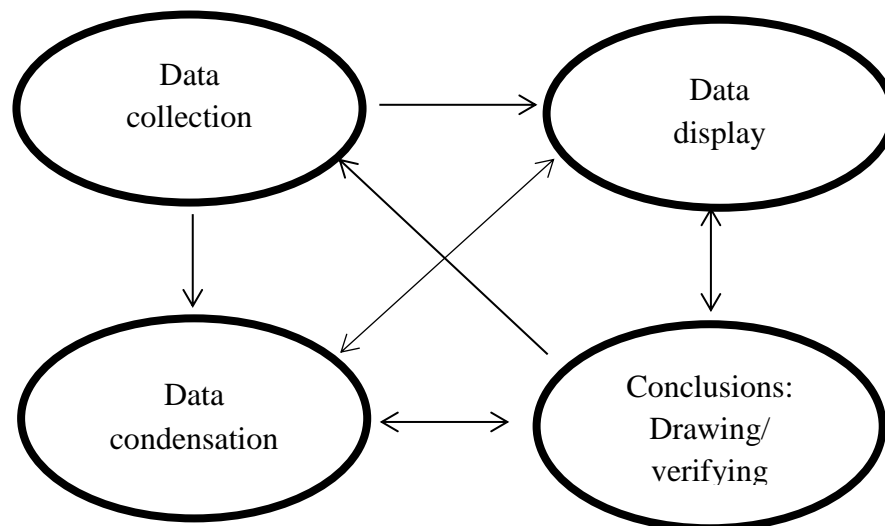 Data
collection
Data
display
Data
condensation
Conclusions:
Drawing/
verifying